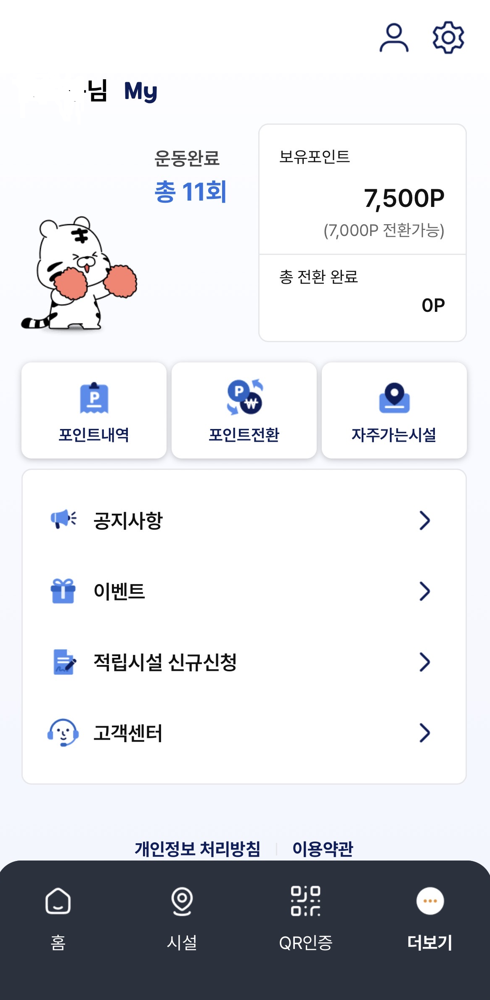 님 My
운동완료
총 11회
보유포인트
7,500P
(7,000P 전환가능)
총 전환 완료
0P
포인트내역
포인트전환
자주가는시설
공지사항
이벤트
적립시설 신규신청
고객센터
개인정보 처리방침 | 이용약관
홈
시설
QR인증
더보기